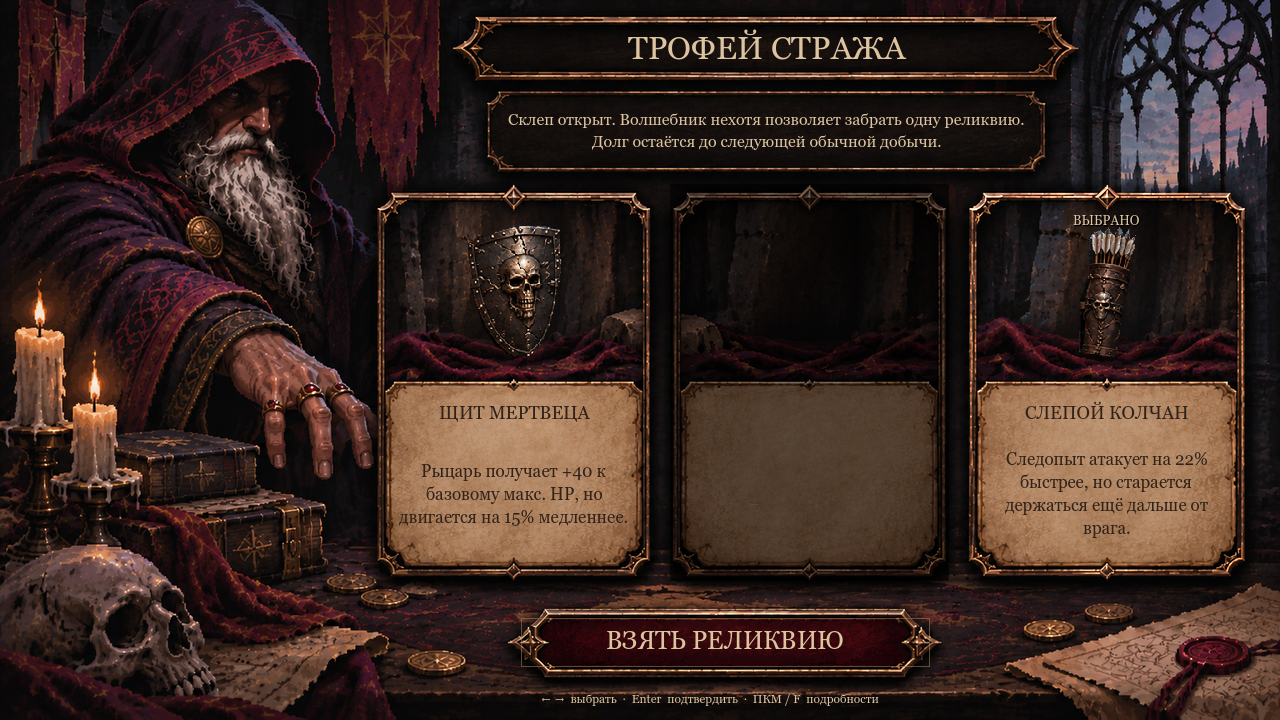 ТРОФЕЙ СТРАЖА
Склеп открыт. Волшебник нехотя позволяет забрать одну реликвию.
Долг остаётся до следующей обычной добычи.
ЩИТ МЕРТВЕЦА
Рыцарь получает +40 к
базовому макс. HP, но
двигается на 15% медленнее.
ВЫБРАНО
СЛЕПОЙ КОЛЧАН
Следопыт атакует на 22%
быстрее, но старается
держаться ещё дальше от
врага.
ВЗЯТЬ РЕЛИКВИЮ
← → выбрать · Enter подтвердить · ПКМ / F подробности